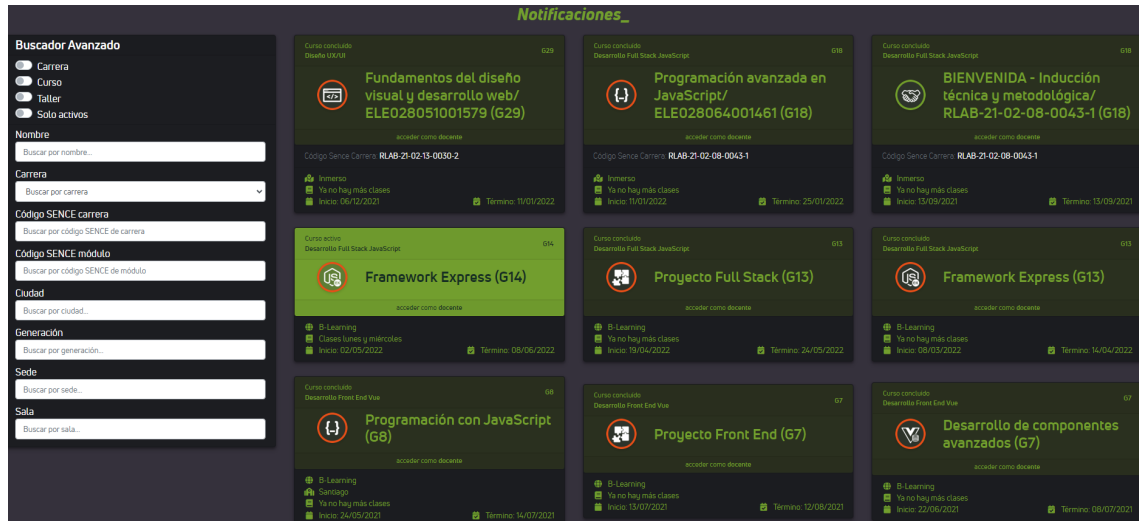 Notificaciones_
Buscador Avanzado
Carrera
Curso
Taller
Solo activos
Nombre
Buscar por nombre...
Carrera
Buscar por carrera
Código SENCE carrera
Buscar por código SENCE de carrera
Código SENCE módulo
Buscar por código SENCE de módulo
Ciudad
Buscar por ciudad...
Generación
Buscar por generación...
Sede
Buscar por sede...
Sala
Buscar por sala...
Curso concluido
Diseño UX/UI
G29
Fundamentos del diseño
visual y desarrollo web/
ELE028051001579 (G29)
acceder como docente
Código Sence Carrera: RLAB-21-02-13-0030-2
Inmerso
Ya no hay más clases
Inicio: 06/12/2021
Término: 11/01/2022
Curso concluido
Desarrollo Full Stack JavaScript
G18
Programación avanzada en
JavaScript/
ELE028064001461 (G18)
acceder como docente
Código Sence Carrera: RLAB-21-02-08-0043-1
Inmerso
Ya no hay más clases
Inicio: 11/01/2022
Término: 25/01/2022
Curso concluido
Desarrollo Full Stack JavaScript
G18
BIENVENIDA - Inducción
técnica y metodológica/
RLAB-21-02-08-0043-1 (G18)
acceder como docente
Código Sence Carrera: RLAB-21-02-08-0043-1
Inmerso
Ya no hay más clases
Inicio: 13/09/2021
Término: 13/09/2021
Curso activo
Desarrollo Full Stack JavaScript
G14
Framework Express (G14)
acceder como docente
B-Learning
Clases lunes y miércoles
Inicio: 02/05/2022
Término: 08/06/2022
Curso concluido
Desarrollo Full Stack JavaScript
G13
Proyecto Full Stack (G13)
acceder como docente
B-Learning
Ya no hay más clases
Inicio: 19/04/2022
Término: 24/05/2022
Curso concluido
Desarrollo Full Stack JavaScript
G13
Framework Express (G13)
acceder como docente
B-Learning
Ya no hay más clases
Inicio: 08/03/2022
Término: 14/04/2022
Curso concluido
Desarrollo Front End Vue
G8
Programación con JavaScript
(G8)
acceder como docente
B-Learning
Santiago
Ya no hay más clases
Inicio: 24/05/2021
Término: 14/07/2021
Curso concluido
Desarrollo Front End Vue
G7
Proyecto Front End (G7)
acceder como docente
B-Learning
Ya no hay más clases
Inicio: 13/07/2021
Término: 12/08/2021
Curso concluido
Desarrollo Front End Vue
G7
Desarrollo de componentes
avanzados (G7)
acceder como docente
B-Learning
Ya no hay más clases
Inicio: 22/06/2021
Término: 08/07/2021